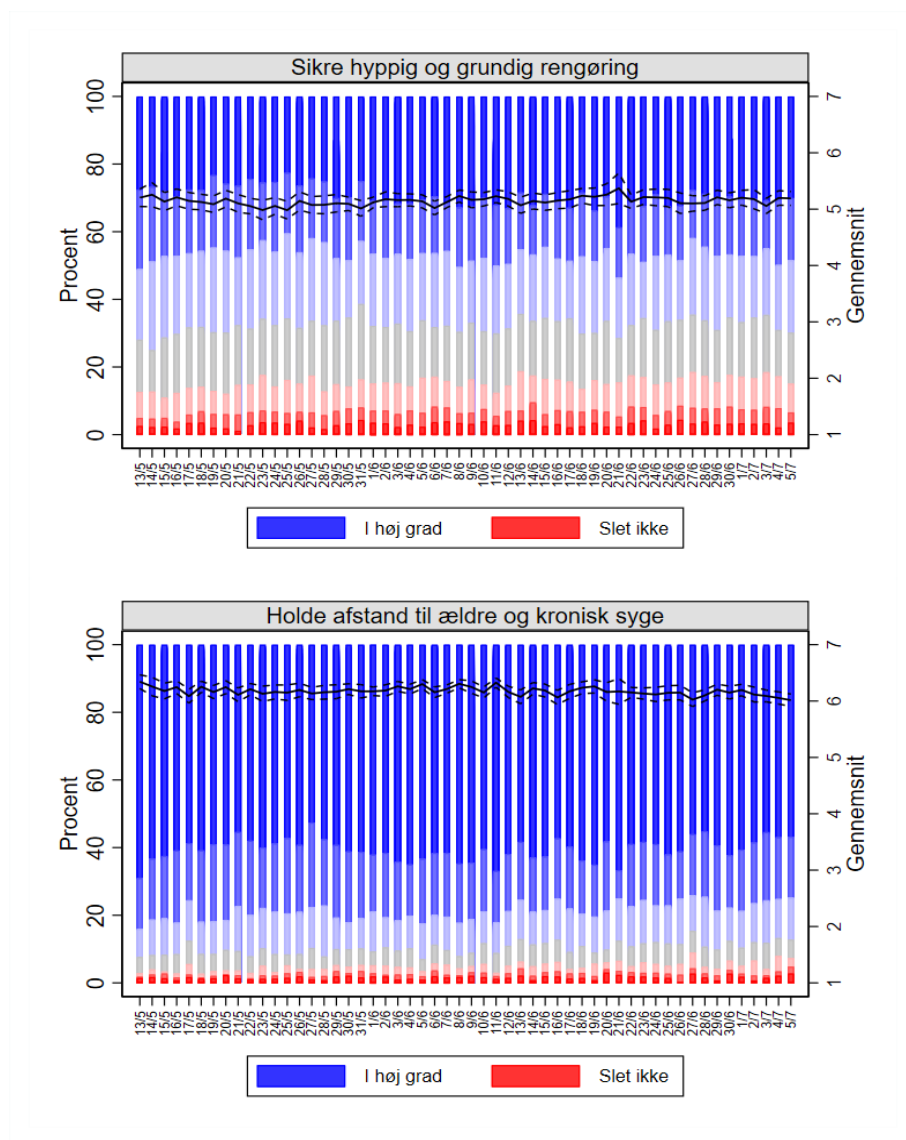 Sikre hyppig og grundig rengøring
Procent
100
80
60
40
20
0
7
6
5
4
3
2
1
Gennemsnit
13/5 14/5 15/5 16/5 17/5 18/5 19/5 20/5 21/5 22/5 23/5 24/5 25/5 26/5 27/5 28/5 29/5 30/5 31/5 1/6 2/6 3/6 4/6 5/6 6/6 7/6 8/6 9/6 10/6 11/6 12/6 13/6 14/6 15/6 16/6 17/6 18/6 19/6 20/6 21/6 22/6 23/6 24/6 25/6 26/6 27/6 28/6 29/6 30/6 1/7 2/7 3/7 4/7 5/7
I høj grad Slet ikke
Holde afstand til ældre og kronisk syge
Procent
100
80
60
40
20
0
7
6
5
4
3
2
1
Gennemsnit
13/5 14/5 15/5 16/5 17/5 18/5 19/5 20/5 21/5 22/5 23/5 24/5 25/5 26/5 27/5 28/5 29/5 30/5 31/5 1/6 2/6 3/6 4/6 5/6 6/6 7/6 8/6 9/6 10/6 11/6 12/6 13/6 14/6 15/6 16/6 17/6 18/6 19/6 20/6 21/6 22/6 23/6 24/6 25/6 26/6 27/6 28/6 29/6 30/6 1/7 2/7 3/7 4/7 5/7
I høj grad Slet ikke